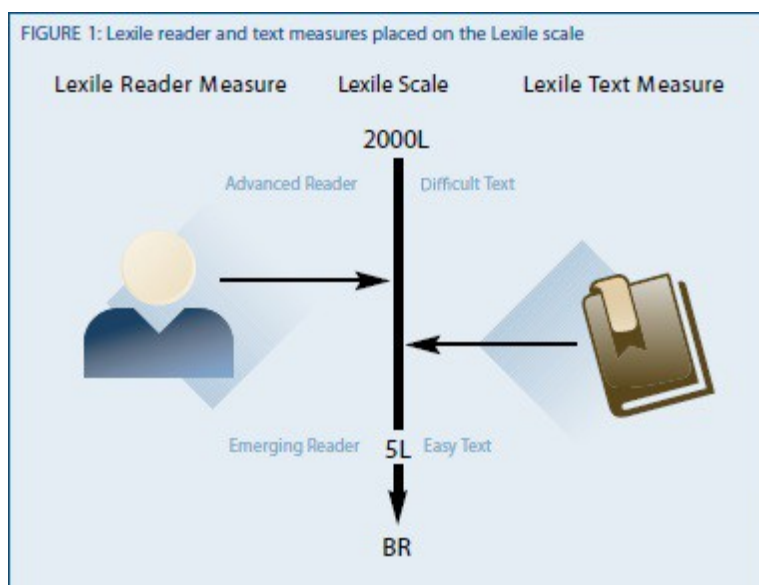 FIGURE 1: Lexile reader and text measures placed on the Lexile scale
Lexile Reader Measure Lexile Scale Lexile Text Measure
2000L
Advanced Reader Difficult Text
Emerging Reader 5L Easy Text
BR